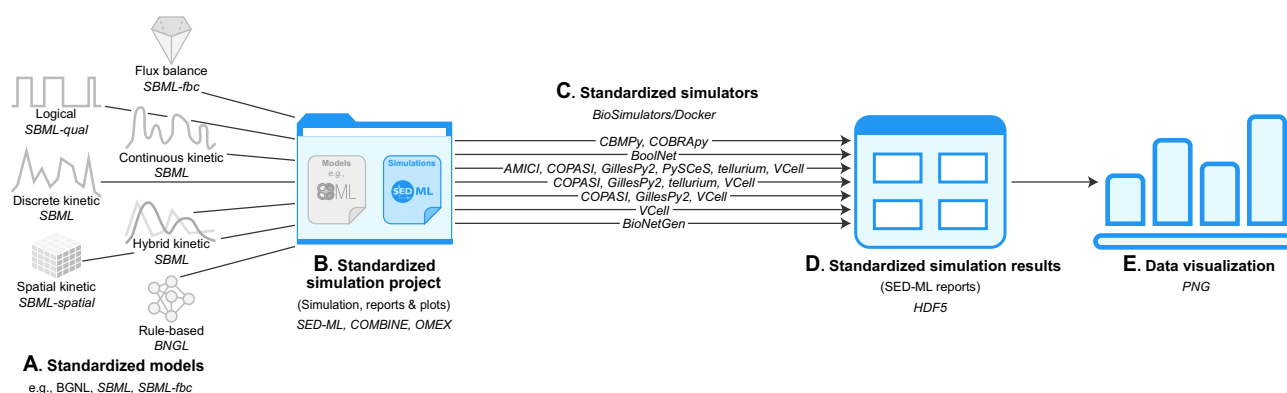 Flux balance
SBML-fbc
Logical
SBML-qual
Continuous kinetic
SBML
Discrete kinetic
SBML
Hybrid kinetic
SBML
Spatial kinetic
SBML-spatial
Rule-based
BNGL
A. Standardized models
e.g., BGNL, SBML, SBML-fbc
Models
e.g.,
BML
Simulations
SED ML
B. Standardized
simulation project
(Simulation, reports & plots)
SED-ML, COMBINE, OMEX
C. Standardized simulators
BioSimulators/Docker
CBMPy, COBRApy
BoolNet
AMICI, COPASI, GillesPy2, PySCeS, tellurium, VCell
COPASI, GillesPy2, tellurium, VCell
COPASI, GillesPy2, VCell
VCell
BioNetGen
D. Standardized simulation results
(SED-ML reports)
HDF5
E. Data visualization
PNG